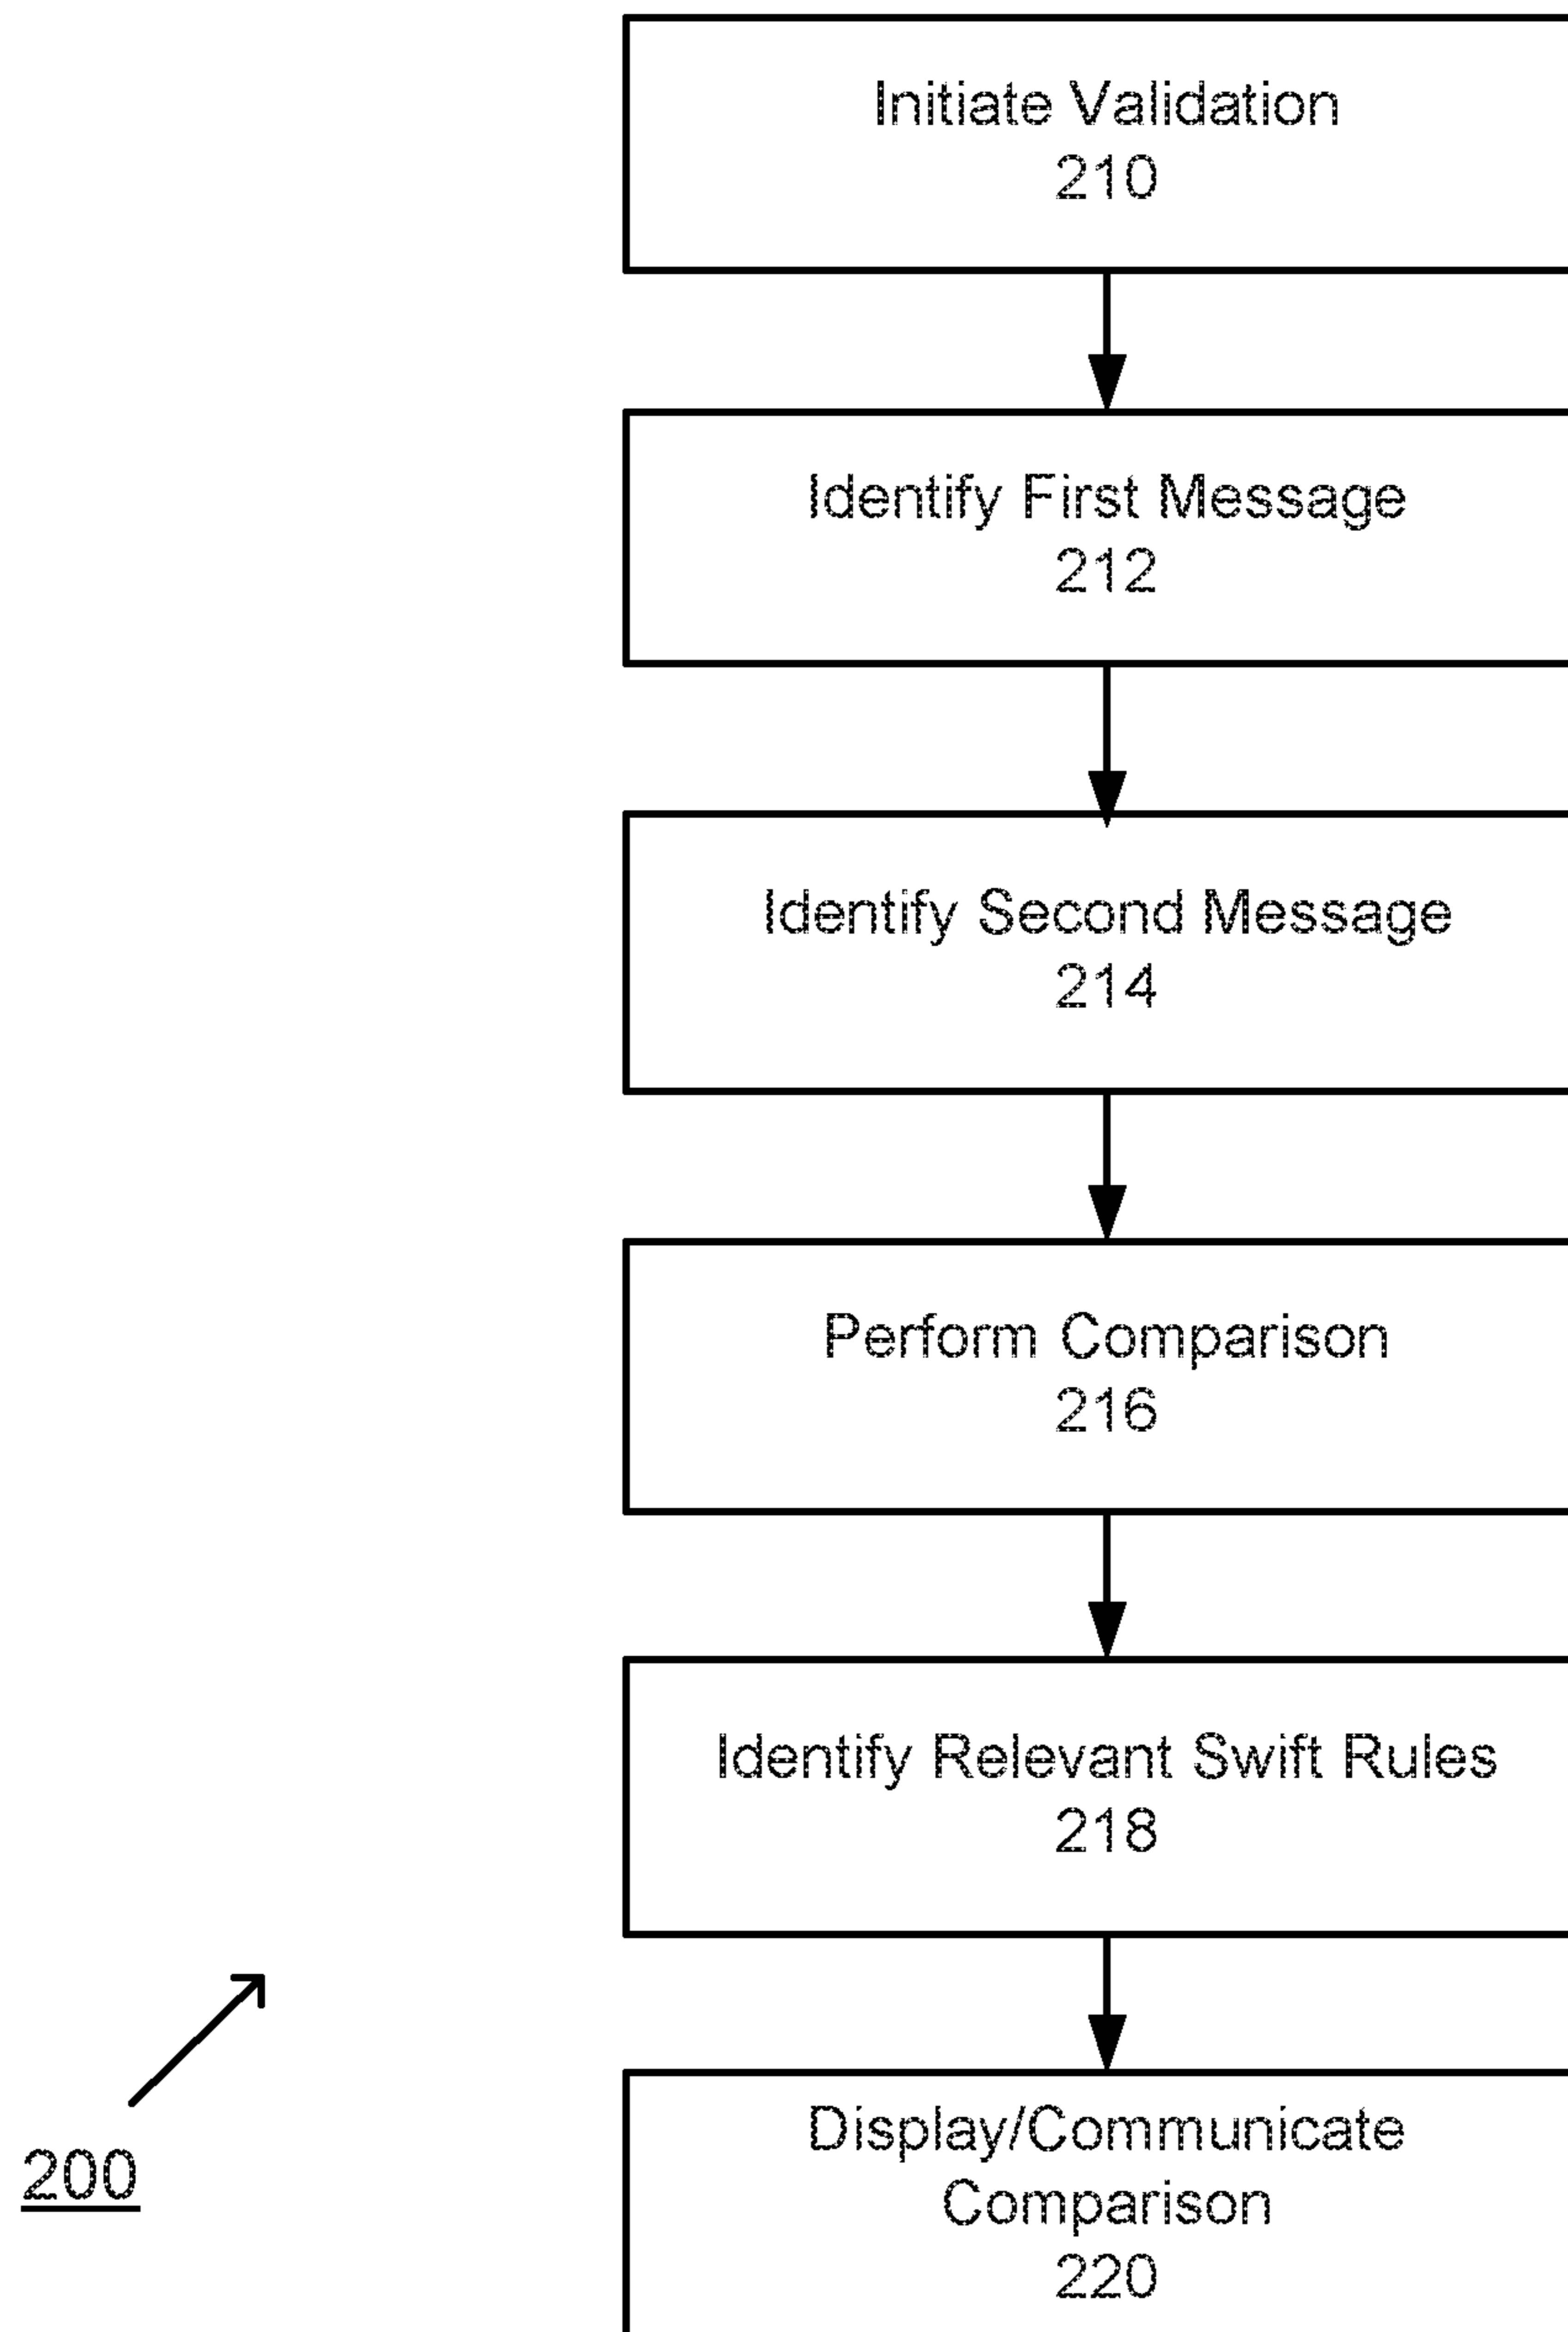 Initiate Validation
210
Identify First Message
212
Identify Second Message
214
Perform Comparison
216
Identify Relevant Swift Rules
218
Display/Communicate
Comparison
220
200